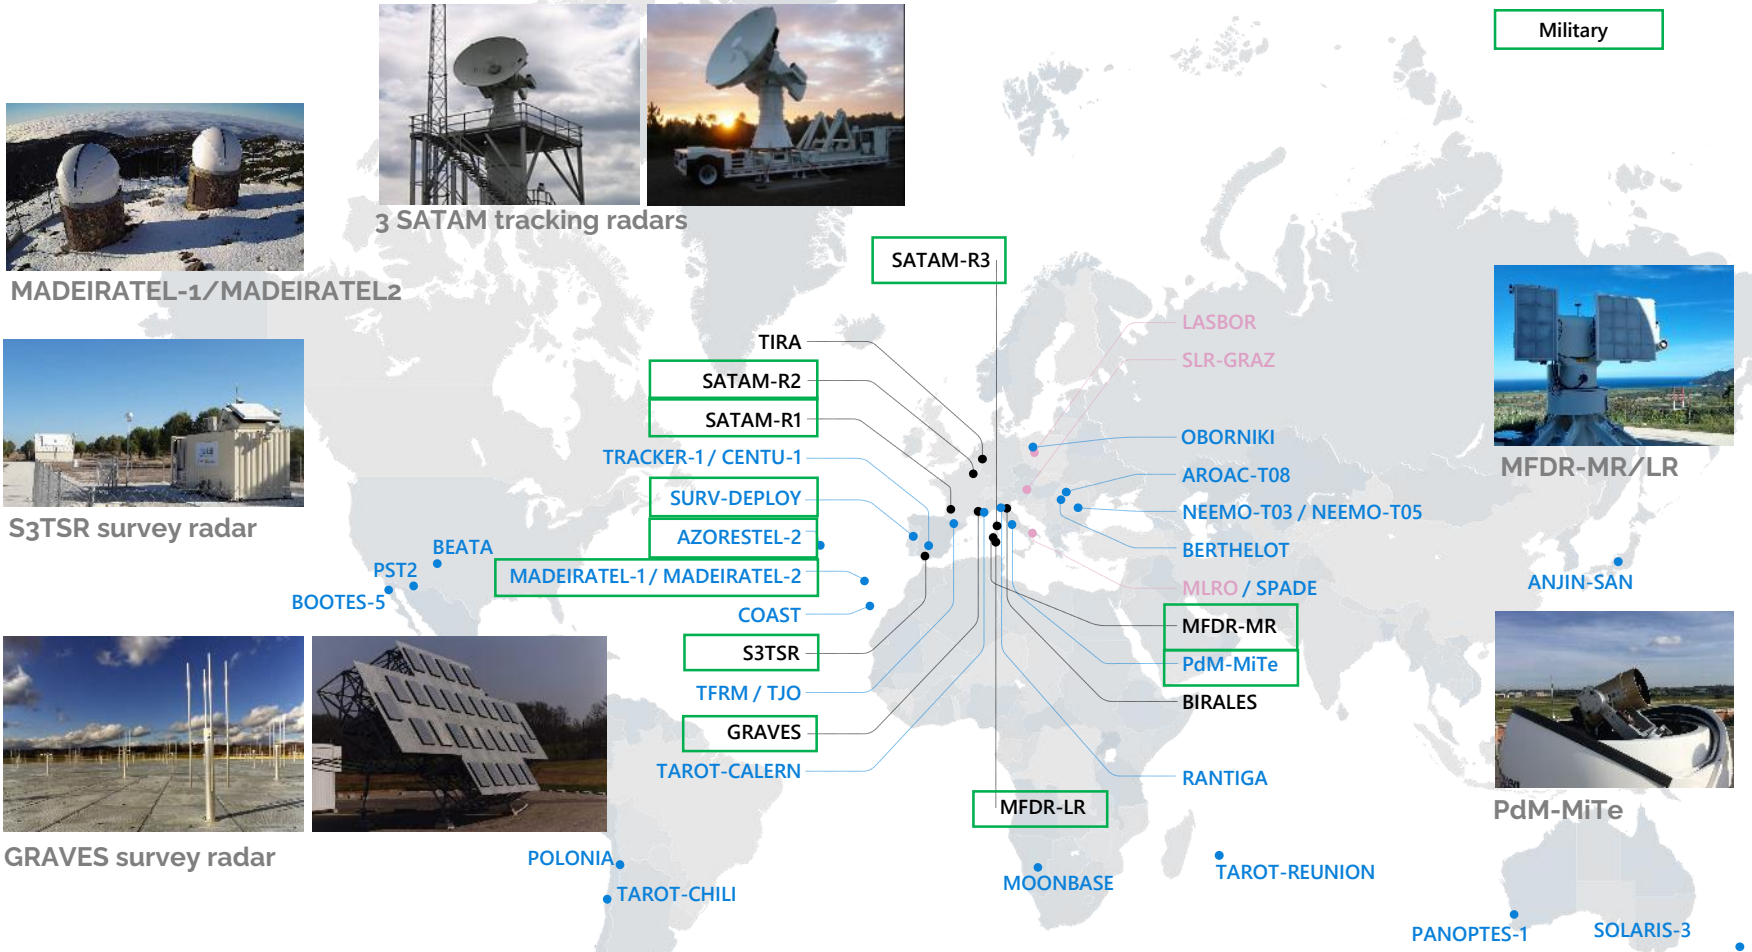 Military
3 SATAM tracking radars
MADEIRATEL-1/MADEIRATEL2
S3TSR survey radar
GRAVES survey radar
MFDR-MR/LR
PdM-MiTe
SATAM-R3
TIRA
SATAM-R2
SATAM-R1
TRACKER-1 / CENTU-1
SURV-DEPLOY
AZORESTEL-2
MADEIRATEL-1 / MADEIRATEL-2
COAST
S3TSR
TFRM / TJO
GRAVES
TAROT-CALERN
LASBOR
SLR-GRAZ
OBORNIKI
AROAC-T08
NEEMO-T03 / NEEMO-T05
BERTHELOT
MLRO / SPADE
MFDR-MR
PdM-MiTe
BIRALES
RANTIGA
MFDR-LR
BEATA
PST2
BOOTES-5
ANJIN-SAN
POLONIA
TAROT-CHILI
MOONBASE
TAROT-REUNION
PANOPTES-1
SOLARIS-3